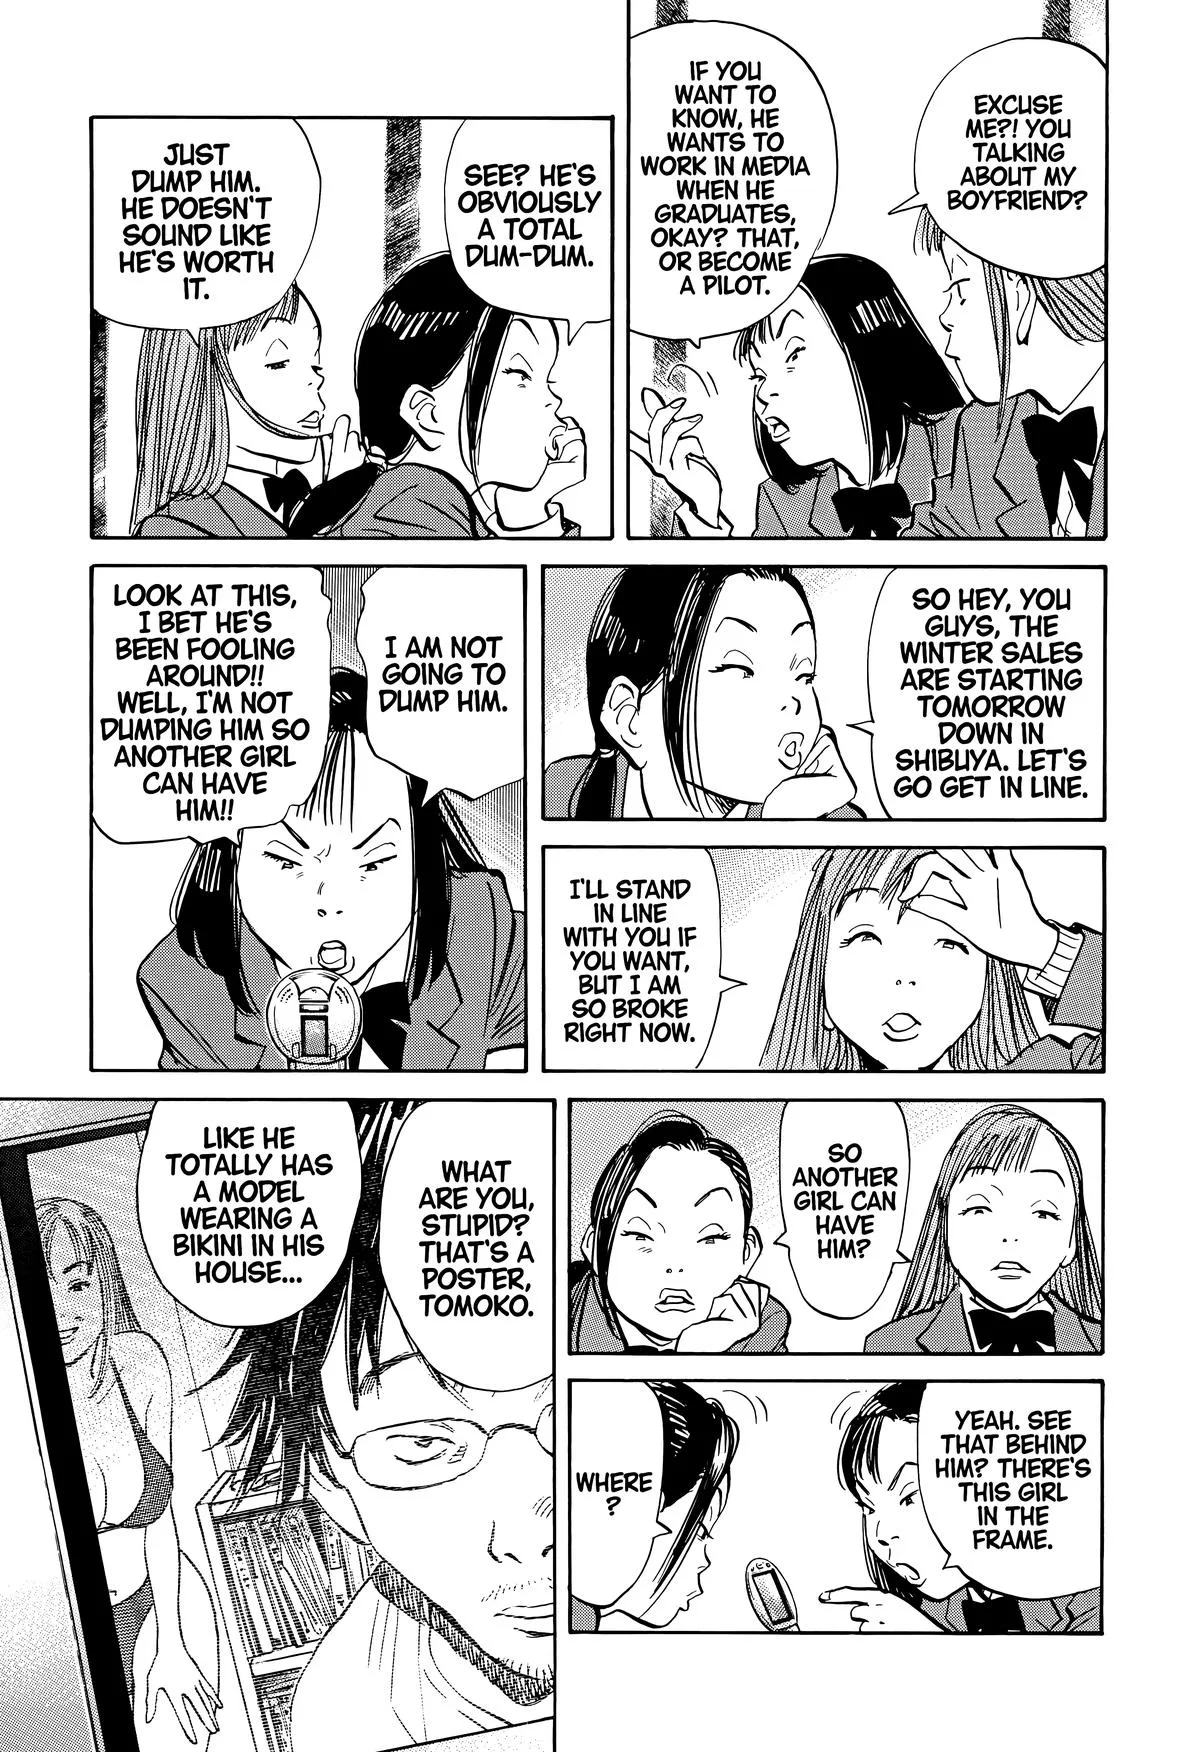 EXCUSE
ME?! YOU
TALKING
ABOUT MY
BOYFRIEND?
IF YOU
WANT TO
KNOW, HE
WANTS TO
WORK IN MEDIA
WHEN HE
GRADUATES,
OKAY? THAT,
OR BECOME
A PILOT.
SEE? HE'S
OBVIOUSLY
A TOTAL
DUM-DUM.
JUST
DUMP HIM.
HE DOESN'T
SOUND LIKE
HE'S WORTH
IT.
SO HEY, YOU
GUYS, THE
WINTER SALES
ARE STARTING
TOMORROW
DOWN IN
SHIBUYA. LET'S
GO GET IN LINE.
I'LL STAND
IN LINE
WITH YOU IF
YOU WANT,
BUT I AM
SO BROKE
RIGHT NOW.
I AM NOT
GOING TO
DUMP HIM.
LOOK AT THIS,
I BET HE'S
BEEN FOOLING
AROUND!!
WELL, I'M NOT
DUMPING HIM SO
ANOTHER GIRL
CAN HAVE
HIM!!
SO
ANOTHER
GIRL CAN
HAVE
HIM?
YEAH. SEE
THAT BEHIND
HIM? THERE'S
THIS GIRL
IN THE
FRAME.
WHERE
?
WHAT
ARE YOU,
STUPID?
THAT'S A
POSTER,
TOMOKO.
LIKE HE
TOTALLY HAS
A MODEL
WEARING A
BIKINI IN HIS
HOUSE...